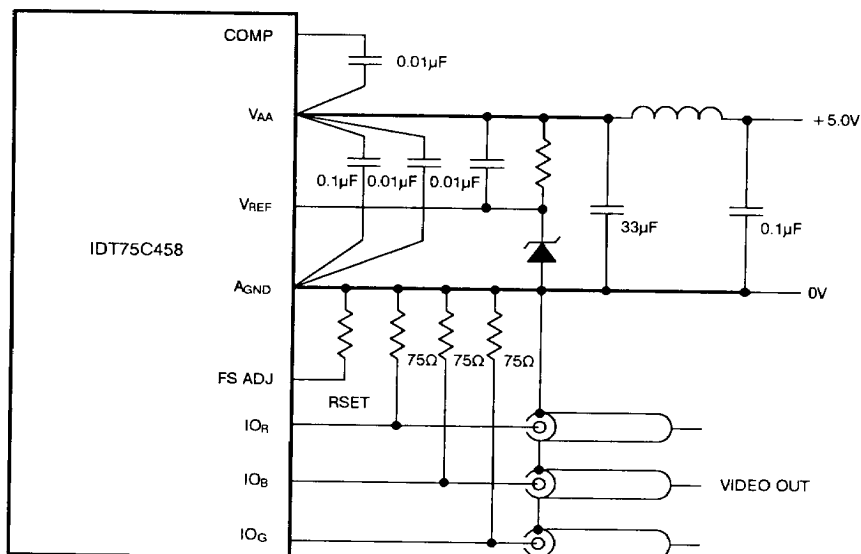 COMP
0.01µF
VAA
+5.0V
0.1µF 0.01µF 0.01µF
VREF
33µF
0.1µF
IDT75C458
AGND
0V
75Ω 75Ω 75Ω
FS ADJ
RSET
IOR
IOB
VIDEO OUT
IOG